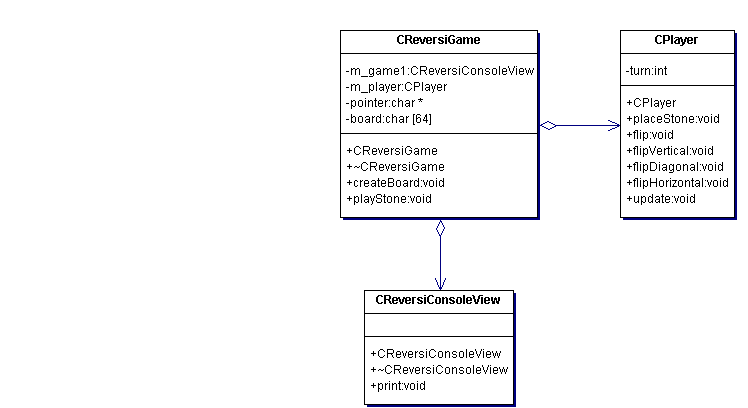 CReversiGame
-m_game1:CReversiConsoleView
-m_player:CPlayer
-pointer:char *
-board:char [64]
+CReversiGame
+~CReversiGame
+createBoard:void
+playStone:void
CPlayer
-turn:int
+CPlayer
+placeStone:void
+flip:void
+flipVertical:void
+flipDiagonal:void
+flipHorizontal:void
+update:void
CReversiConsoleView
+CReversiConsoleView
+~CReversiConsoleView
+print:void